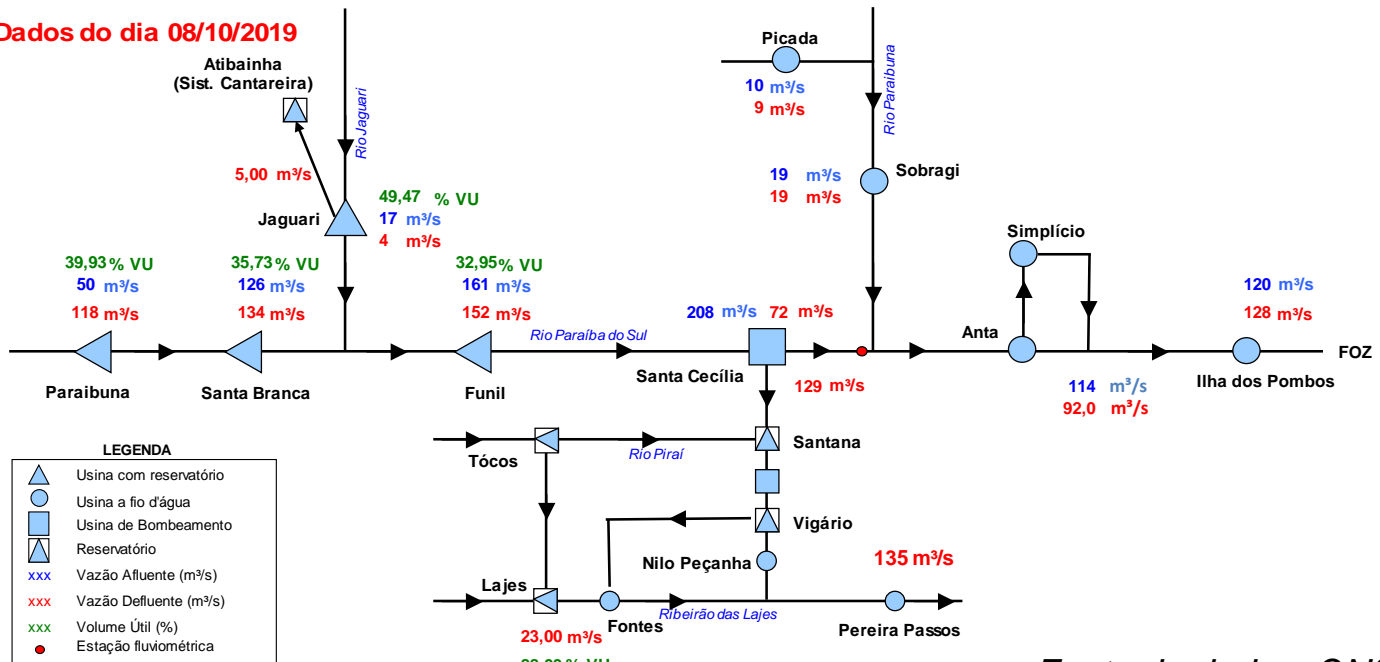 Dados do dia 08/10/2019
Atibainha
(Sist. Cantareira)
Rio Jaguari
5,00 m³/s
Jaguari
49,47 % VU
17 m³/s
4 m³/s
Picada
10 m³/s
9 m³/s
Rio Paraibuna
19 m³/s
19 m³/s
Sobragi
Simplício
39,93 % VU
50 m³/s
118 m³/s
Paraibuna
35,73 % VU
126 m³/s
134 m³/s
Santa Branca
32,95 % VU
161 m³/s
152 m³/s
Funil
Rio Paraíba do Sul
208 m³/s 72 m³/s
Santa Cecília
129 m³/s
Anta
114 m³/s
92,0 m³/s
120 m³/s
128 m³/s
Ilha dos Pombos
FOZ
Tócos
Rio Piraí
Santana
Vigário
Nilo Peçanha
135 m³/s
Lajes
Fontes
Ribeirão das Lajes
Pereira Passos
23,00 m³/s
% VU
LEGENDA
Usina com reservatório
Usina a fio d'água
Usina de Bombeamento
Reservatório
xxx Vazão Afluente (m³/s)
xxx Vazão Defluente (m³/s)
xxx Volume Útil (%)
Estação fluviométrica